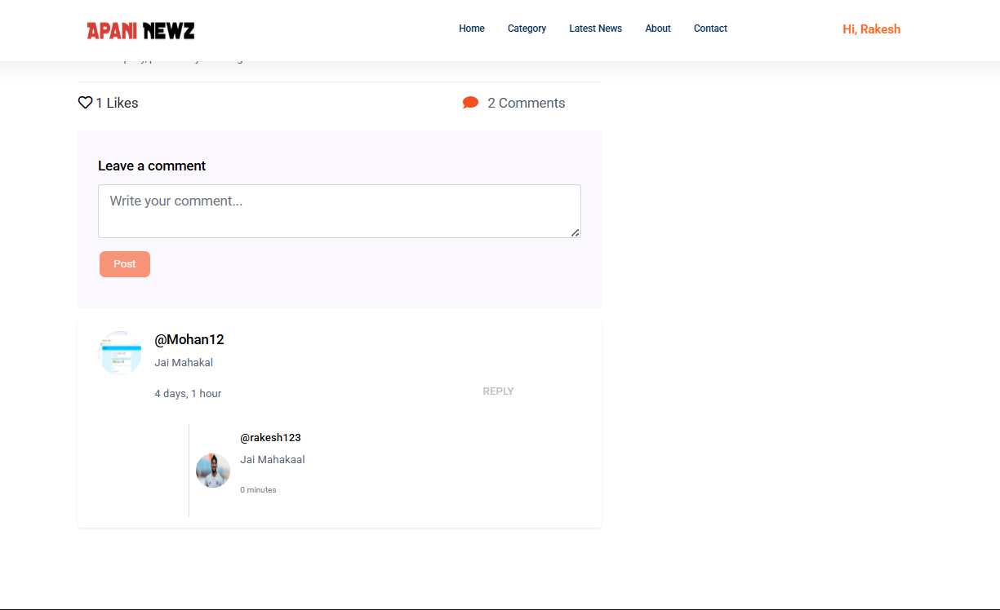 APANI NEWZ
Home Category Latest News About Contact
Hi, Rakesh
1 Likes
2 Comments
Leave a comment
Write your comment...
Post
@Mohan12
Jai Mahakal
4 days, 1 hour
REPLY
@rakesh123
Jai Mahakaal
0 minutes